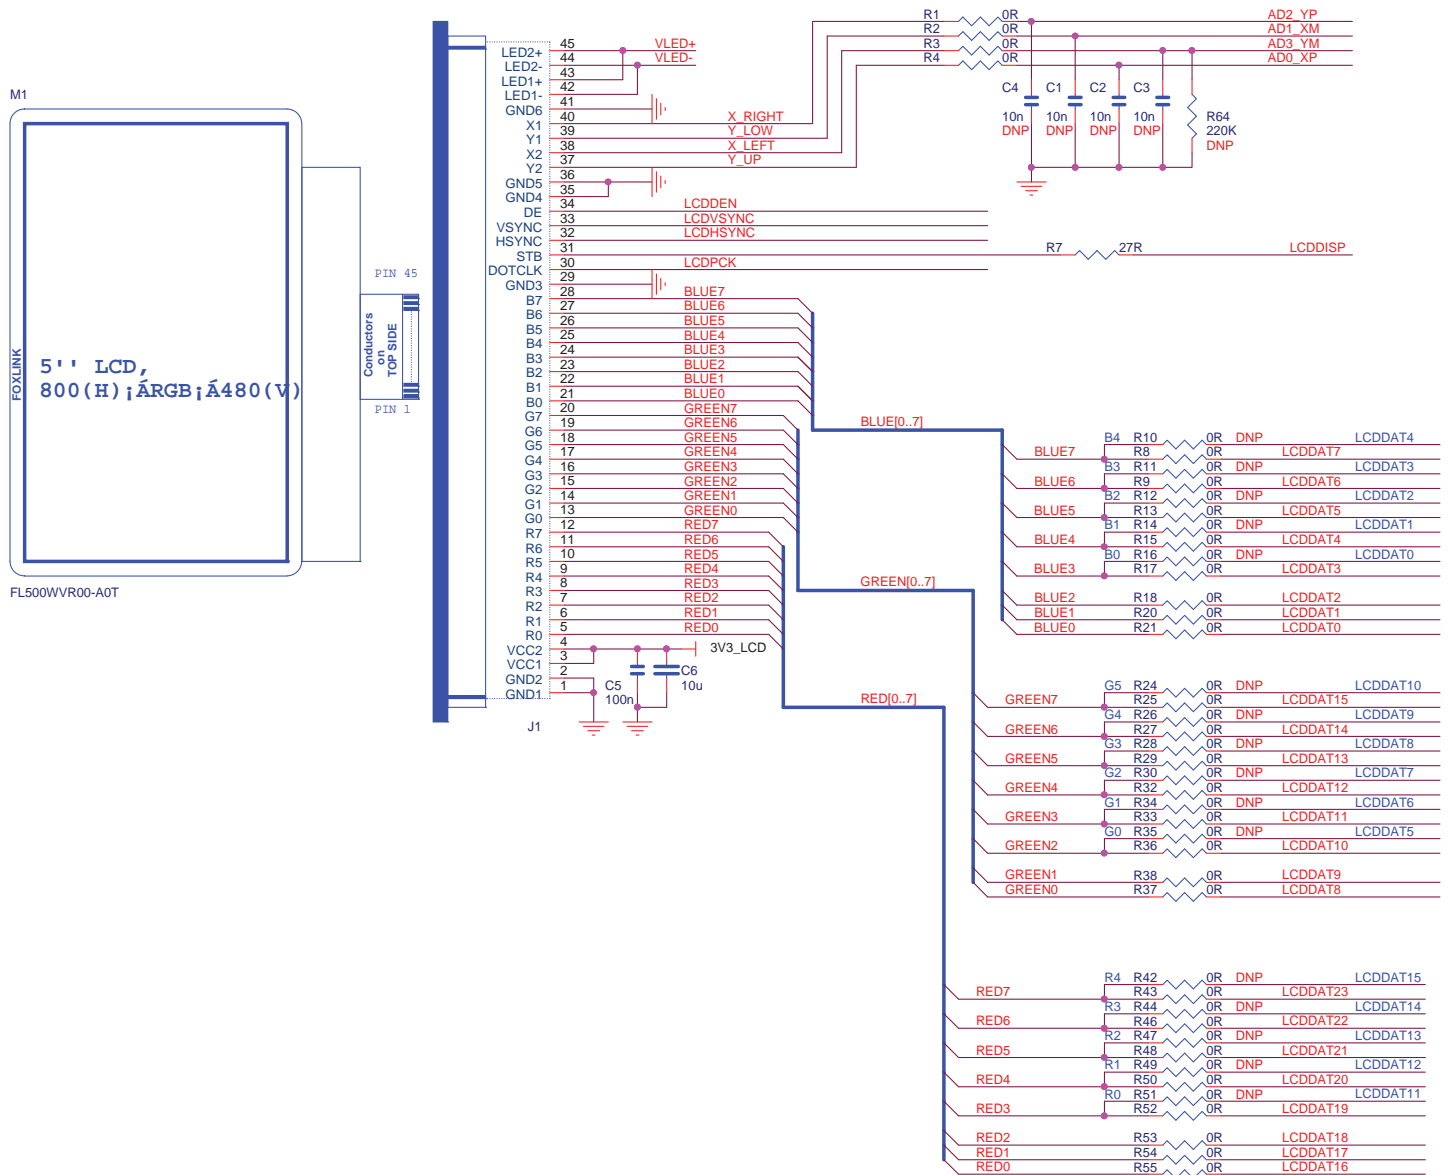 M1
FOXLINK
5'' LCD,
800(H)¡ÁRGB¡Á480(V)
FL500WVR00-A0T
PIN 45
Conductors
on
TOP SIDE
PIN 1
LED2+ 45 VLED+
LED2- 44 VLED-
LED1+ 43
LED1- 42
GND6 41
X1 40 X_RIGHT
Y1 39 Y_LOW
X2 38 X_LEFT
Y2 37 Y_UP
GND5 36
GND4 35
DE 34 LCDDEN
VSYNC 33 LCDVSYNC
HSYNC 32 LCDHSYNC
STB 31 R7 27R LCDDISP
DOTCLK 30 LCDPCK
GND3 29
B7 28 BLUE7
B6 27 BLUE6
B5 26 BLUE5
B4 25 BLUE4
B3 24 BLUE3
B2 23 BLUE2
B1 22 BLUE1
B0 21 BLUE0
G7 20 GREEN7
G6 19 GREEN6
G5 18 GREEN5
G4 17 GREEN4
G3 16 GREEN3
G2 15 GREEN2
G1 14 GREEN1
G0 13 GREEN0
R7 12 RED7
R6 11 RED6
R5 10 RED5
R4 9 RED4
R3 8 RED3
R2 7 RED2
R1 6 RED1
R0 5 RED0
VCC2 4 3V3_LCD
VCC1 3
GND2 2
GND1 1
J1
C5
100n
C6
10u
R1 0R AD2_YP
R2 0R AD1_XM
R3 0R AD3_YM
R4 0R AD0_XP
C4 C1 C2 C3
10n 10n 10n 10n
DNP DNP DNP DNP
R64
220K
DNP
BLUE[0..7]
B4 R10 0R DNP LCDDAT4
BLUE7 R8 0R LCDDAT7
B3 R11 0R DNP LCDDAT3
BLUE6 R9 0R LCDDAT6
B2 R12 0R DNP LCDDAT2
BLUE5 R13 0R LCDDAT5
B1 R14 0R DNP LCDDAT1
BLUE4 R15 0R LCDDAT4
B0 R16 0R DNP LCDDAT0
BLUE3 R17 0R LCDDAT3
BLUE2 R18 0R LCDDAT2
BLUE1 R20 0R LCDDAT1
BLUE0 R21 0R LCDDAT0
GREEN[0..7]
G5 R24 0R DNP LCDDAT10
GREEN7 R25 0R LCDDAT15
G4 R26 0R DNP LCDDAT9
GREEN6 R27 0R LCDDAT14
G3 R28 0R DNP LCDDAT8
GREEN5 R29 0R LCDDAT13
G2 R30 0R DNP LCDDAT7
GREEN4 R32 0R LCDDAT12
G1 R34 0R DNP LCDDAT6
GREEN3 R33 0R LCDDAT11
G0 R35 0R DNP LCDDAT5
GREEN2 R36 0R LCDDAT10
GREEN1 R38 0R LCDDAT9
GREEN0 R37 0R LCDDAT8
RED[0..7]
R4 R42 0R DNP LCDDAT15
RED7 R43 0R LCDDAT23
R3 R44 0R DNP LCDDAT14
RED6 R46 0R LCDDAT22
R2 R47 0R DNP LCDDAT13
RED5 R48 0R LCDDAT21
R1 R49 0R DNP LCDDAT12
RED4 R50 0R LCDDAT20
R0 R51 0R DNP LCDDAT11
RED3 R52 0R LCDDAT19
RED2 R53 0R LCDDAT18
RED1 R54 0R LCDDAT17
RED0 R55 0R LCDDAT16